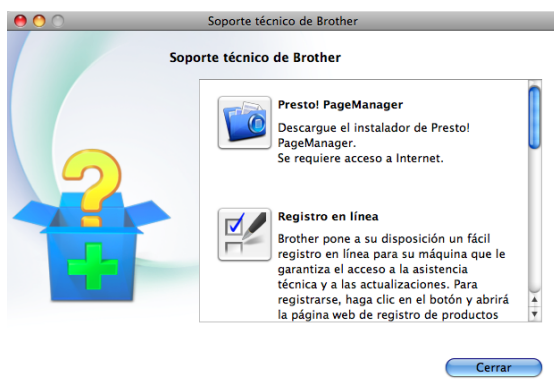 Soporte técnico de Brother
Soporte técnico de Brother
Presto! PageManager
Descargue el instalador de Presto!
PageManager.
Se requiere acceso a Internet.
Registro en línea
Brother pone a su disposición un fácil
registro en línea para su máquina que le
garantiza el acceso a la asistencia
técnica y a las actualizaciones. Para
registrarse, haga clic en el botón y abrirá
la página web de registro de productos
Cerrar